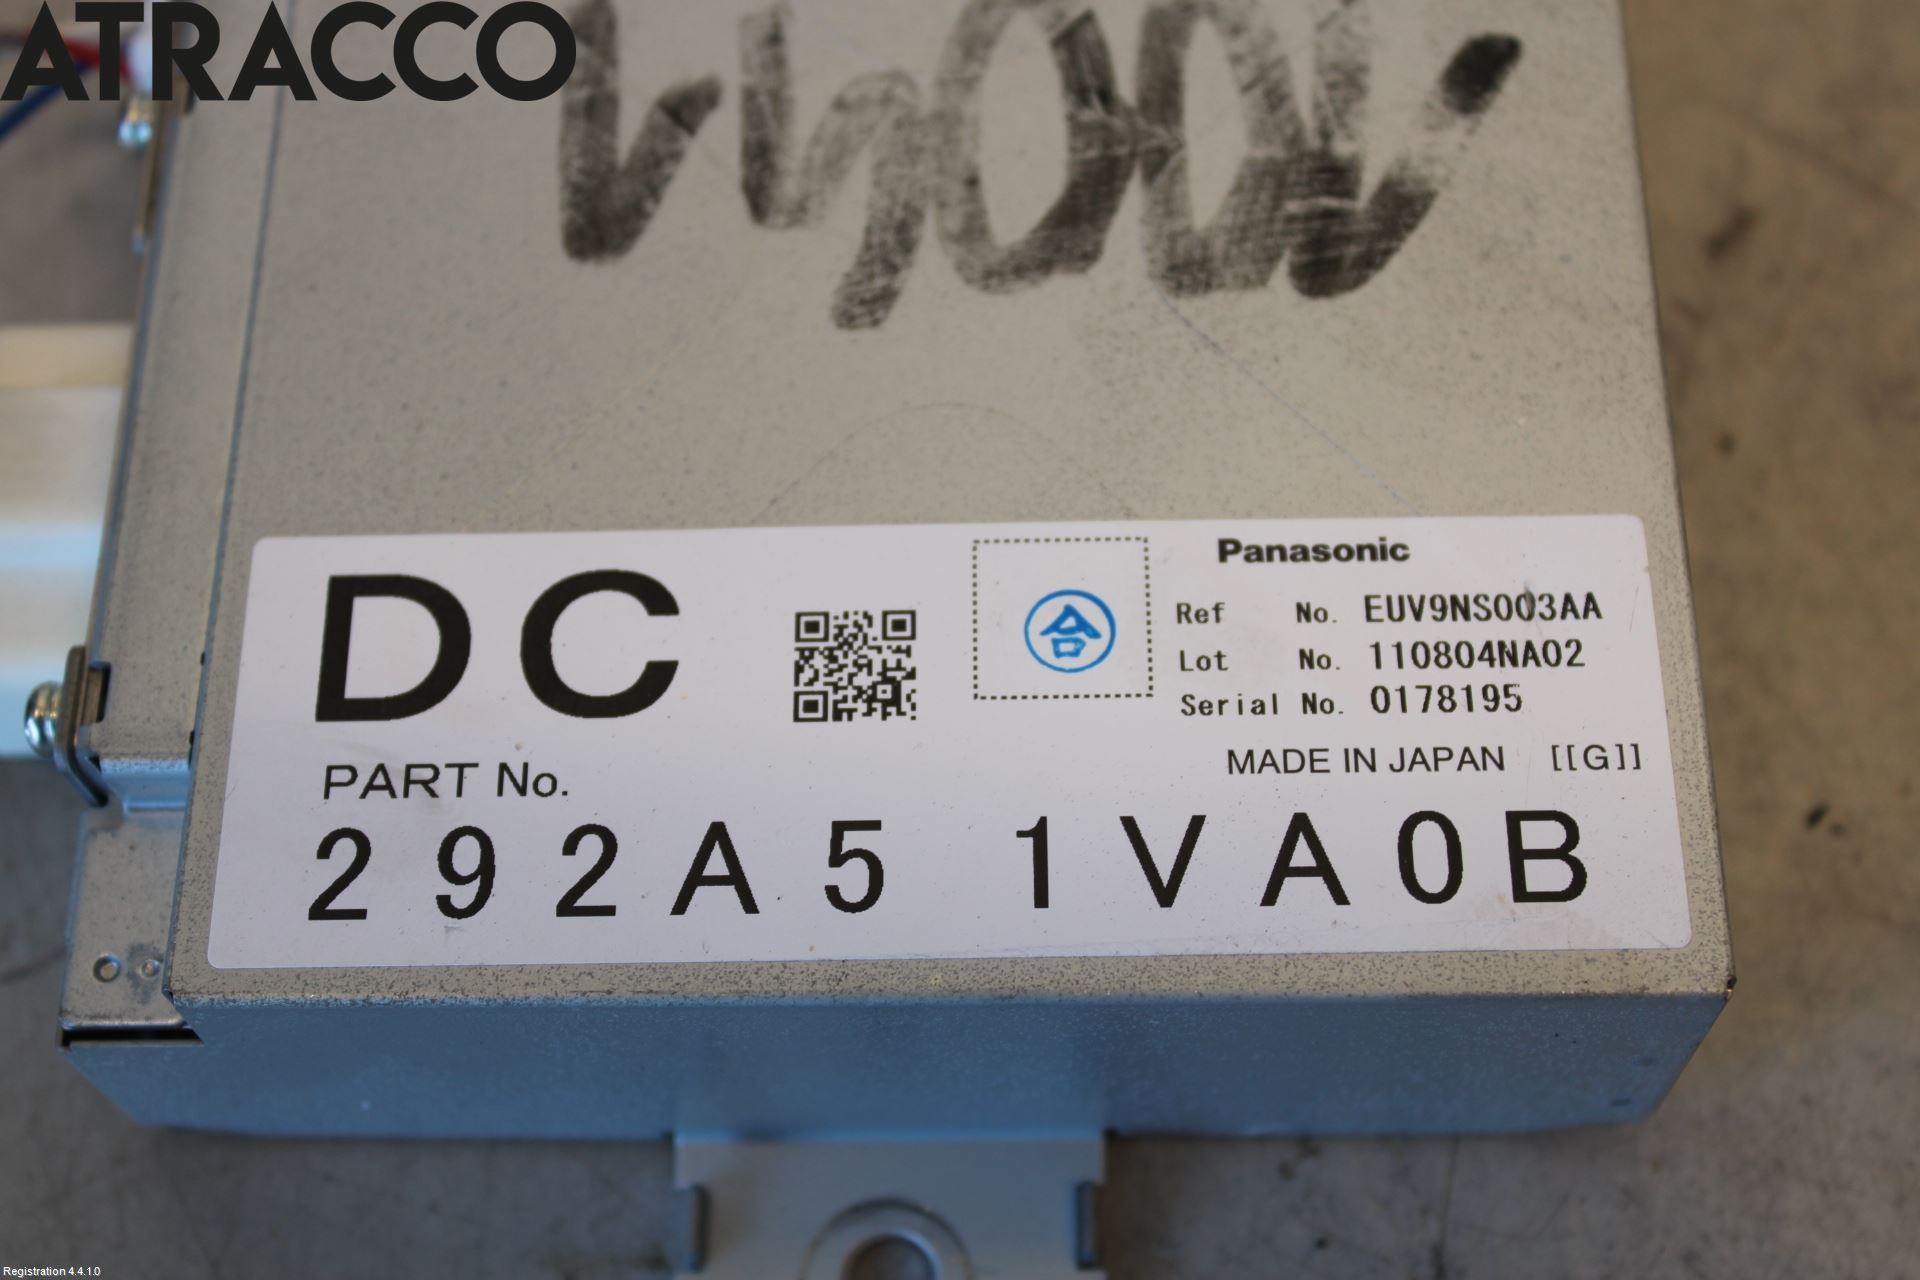 ATRACCO
DC
合
Panasonic
Ref No. EUV9NS003AA
Lot No. 110804NA02
Serial No. 0178195
MADE IN JAPAN [[G]]
PART No.
292A5 1VA0B
Registration 4.4.1.0